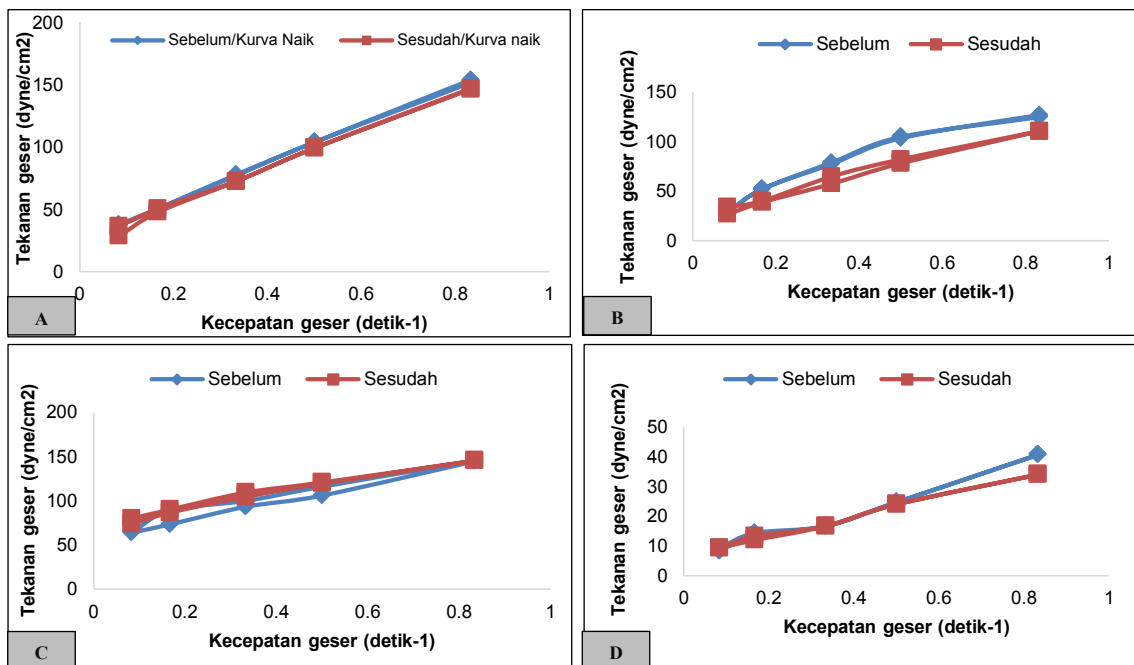 Sebelum/Kurva Naik
Sesudah/Kurva naik
Tekanan geser (dyne/cm2)
200
150
100
50
0
0
0.2
0.4
0.6
0.8
1
Kecepatan geser (detik-1)
A
Sebelum
Sesudah
Tekanan geser (dyne/cm2)
150
100
50
0
0
0.2
0.4
0.6
0.8
1
Kecepatan geser (detik-1)
B
Sebelum
Sesudah
Tekanan geser (dyne/cm2)
200
150
100
50
0
0
0.2
0.4
0.6
0.8
1
Kecepatan geser (detik-1)
C
Sebelum
Sesudah
Tekanan geser (dyne/cm2)
50
40
30
20
10
0
0
0.2
0.4
0.6
0.8
1
Kecepatan geser (detik-1)
D